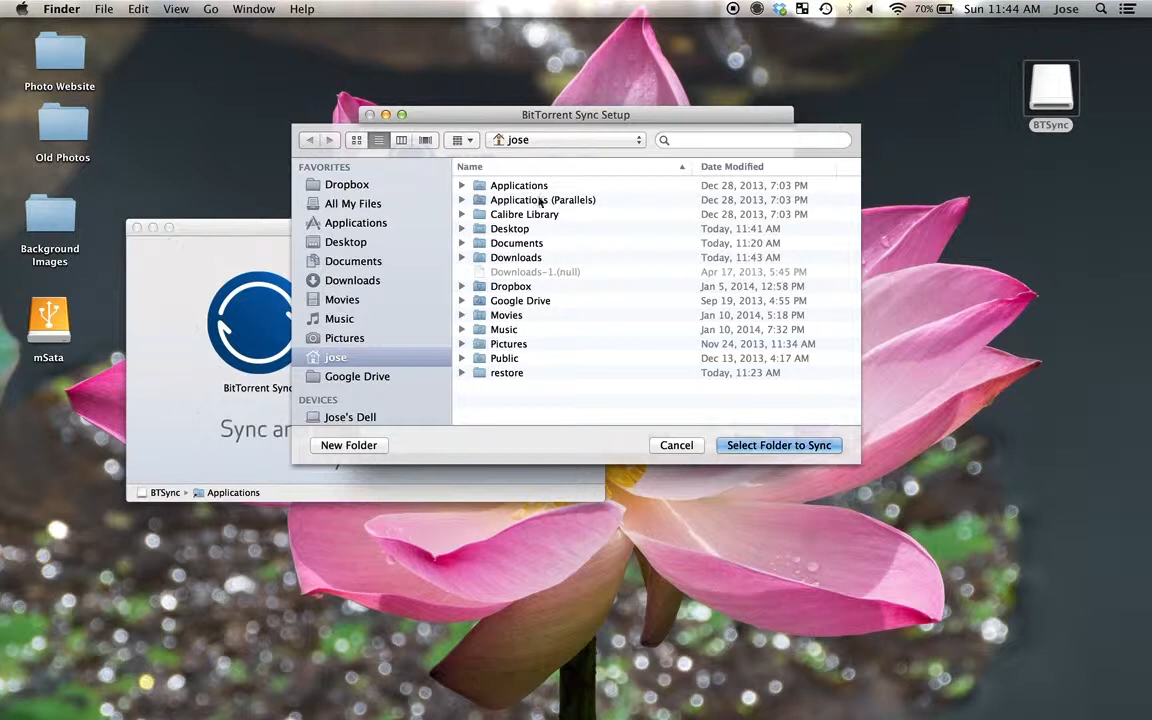 Finder File Edit View Go Window Help 70% Sun 11:44 AM Jose
Photo Website
Old Photos
Background
Images
mSata
BTSync
BitTorrent Sync Setup
jose
FAVORITES
Dropbox
All My Files
Applications
Desktop
Documents
Downloads
Movies
Music
Pictures
jose
Google Drive
DEVICES
Jose's Dell
Name Date Modified
Applications Dec 28, 2013, 7:03 PM
Applications (Parallels) Dec 28, 2013, 7:03 PM
Calibre Library Dec 28, 2013, 7:03 PM
Desktop Today, 11:41 AM
Documents Today, 11:20 AM
Downloads Today, 11:43 AM
Downloads-1.(null) Apr 17, 2013, 5:45 PM
Dropbox Jan 5, 2014, 12:58 PM
Google Drive Sep 19, 2013, 4:55 PM
Movies Jan 10, 2014, 5:18 PM
Music Jan 10, 2014, 7:32 PM
Pictures Nov 24, 2013, 11:34 AM
Public Dec 13, 2013, 4:17 AM
restore Today, 11:23 AM
New Folder Cancel Select Folder to Sync
BitTorrent Sync
Sync
BTSync Applications